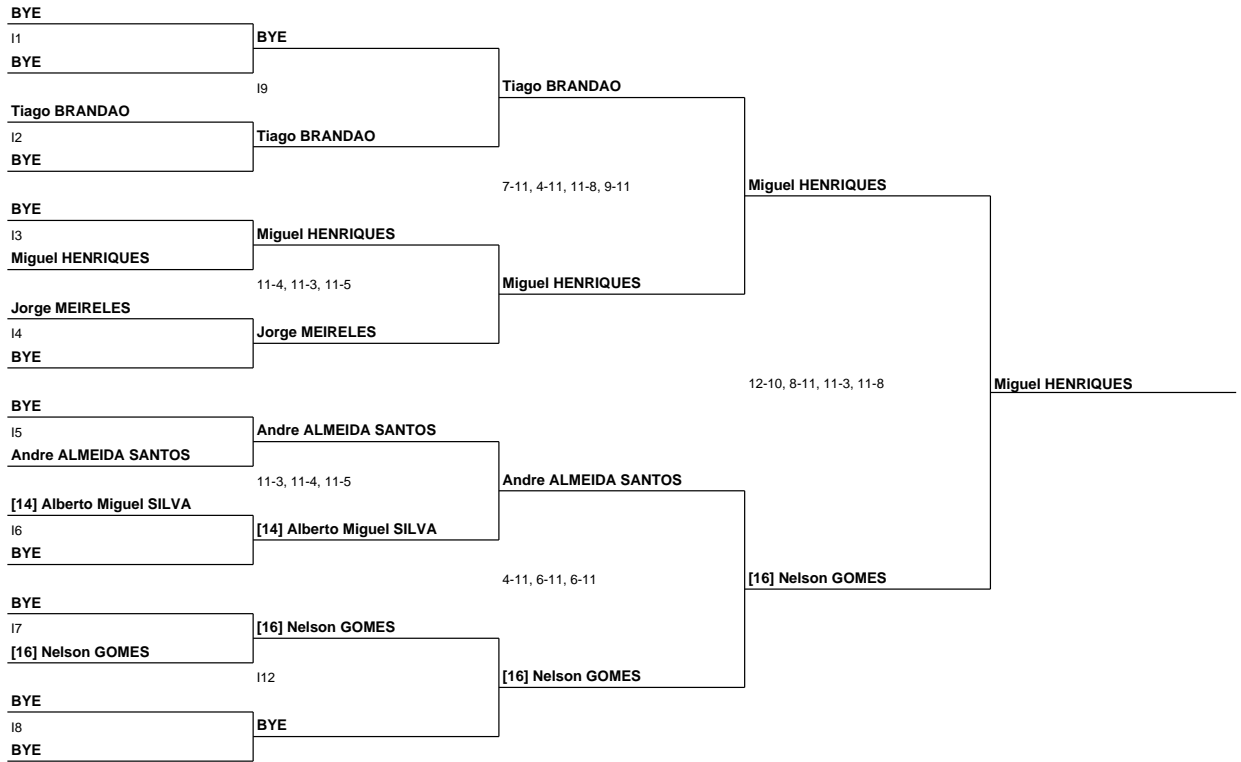 BYE
I1
BYE
BYE
I9
Tiago BRANDAO
Tiago BRANDAO
I2
Tiago BRANDAO
BYE
7-11, 4-11, 11-8, 9-11
Miguel HENRIQUES
BYE
I3
Miguel HENRIQUES
Miguel HENRIQUES
11-4, 11-3, 11-5
Miguel HENRIQUES
Jorge MEIRELES
I4
Jorge MEIRELES
BYE
12-10, 8-11, 11-3, 11-8
Miguel HENRIQUES
BYE
I5
Andre ALMEIDA SANTOS
Andre ALMEIDA SANTOS
11-3, 11-4, 11-5
Andre ALMEIDA SANTOS
[14] Alberto Miguel SILVA
I6
[14] Alberto Miguel SILVA
BYE
4-11, 6-11, 6-11
[16] Nelson GOMES
BYE
I7
[16] Nelson GOMES
[16] Nelson GOMES
I12
[16] Nelson GOMES
BYE
I8
BYE
BYE